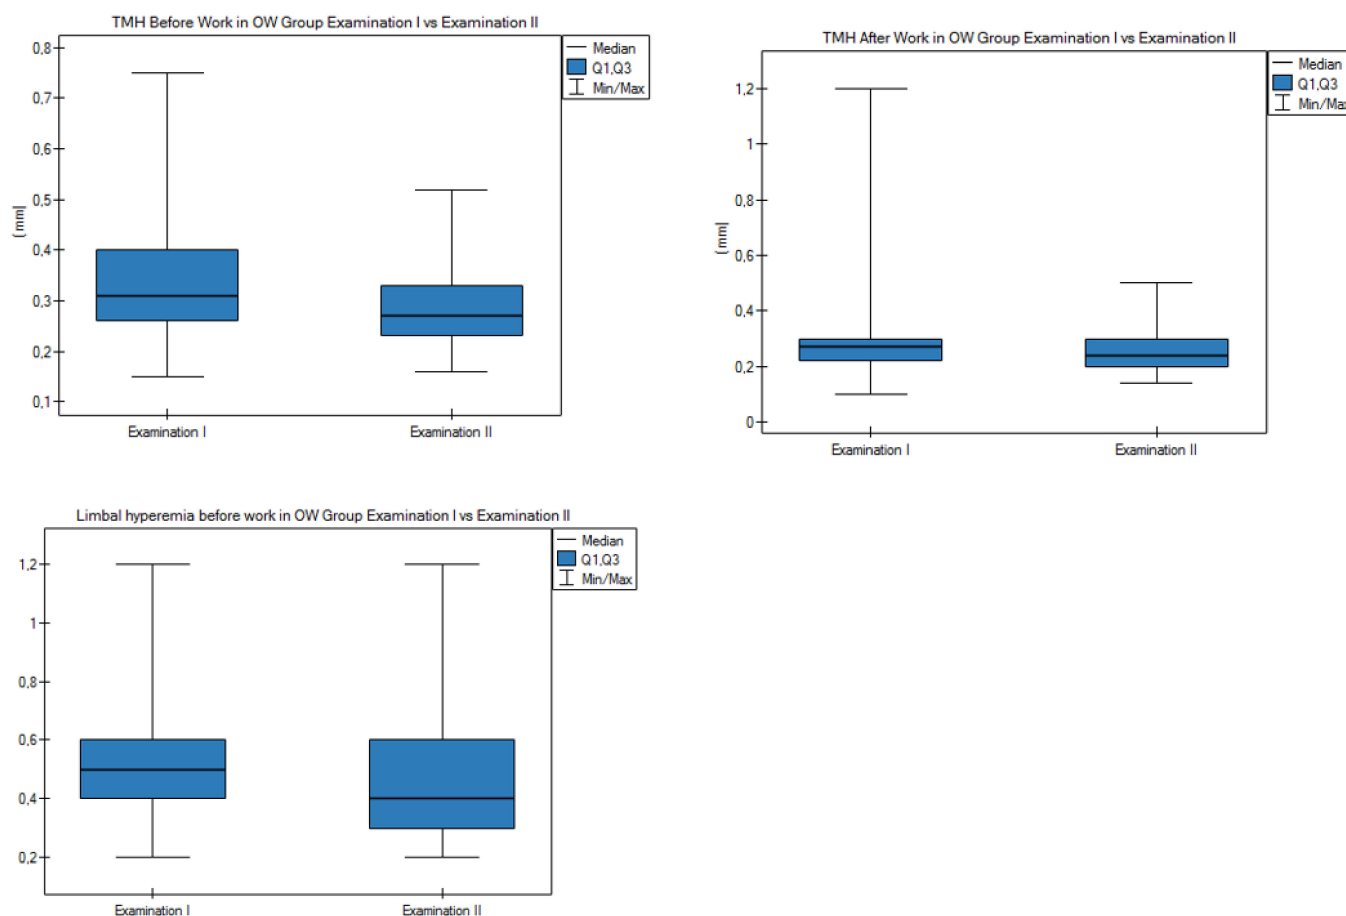 TMH Before Work in OW Group Examination I vs Examination II
Median
Q1,Q3
Min/Max
0,8
0,7
0,6
0,5
0,4
0,3
0,2
0,1
[mm]
Examination I
Examination II
TMH After Work in OW Group Examination I vs Examination II
Median
Q1,Q3
Min/Max
1,2
1
0,8
0,6
0,4
0,2
0
[mm]
Examination I
Examination II
Limbal hyperemia before work in OW Group Examination I vs Examination II
Median
Q1,Q3
Min/Max
1,2
1
0,8
0,6
0,4
0,2
Examination I
Examination II